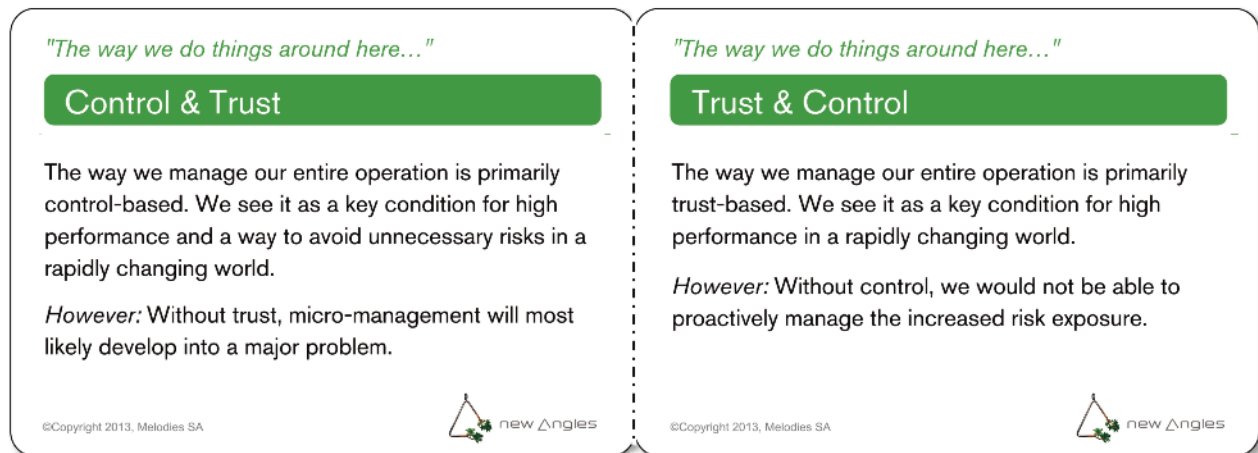 "The way we do things around here..."
Control & Trust
The way we manage our entire operation is primarily
control-based. We see it as a key condition for high
performance and a way to avoid unnecessary risks in a
rapidly changing world.
However: Without trust, micro-management will most
likely develop into a major problem.
©Copyright 2013, Melodies SA
new Angles
"The way we do things around here..."
Trust & Control
The way we manage our entire operation is primarily
trust-based. We see it as a key condition for high
performance in a rapidly changing world.
However: Without control, we would not be able to
proactively manage the increased risk exposure.
©Copyright 2013, Melodies SA
new Angles